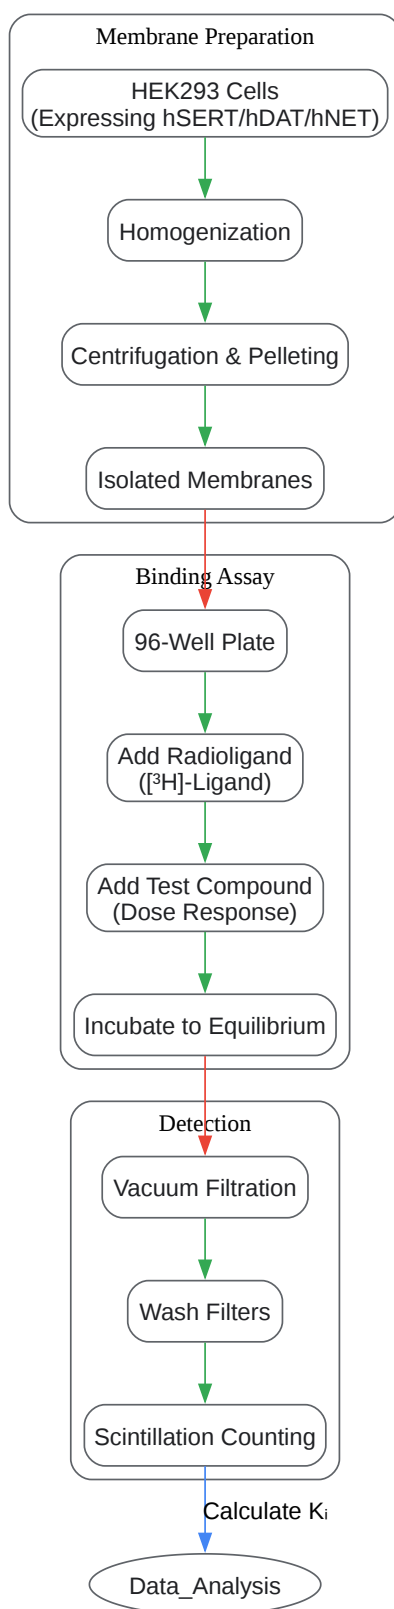 Membrane Preparation
HEK293 Cells
(Expressing hSERT/hDAT/hNET)
Homogenization
Centrifugation & Pelleting
Isolated Membranes
Binding Assay
96-Well Plate
Add Radioligand
([³H]-Ligand)
Add Test Compound
(Dose Response)
Incubate to Equilibrium
Detection
Vacuum Filtration
Wash Filters
Scintillation Counting
Calculate Kᵢ
Data_Analysis